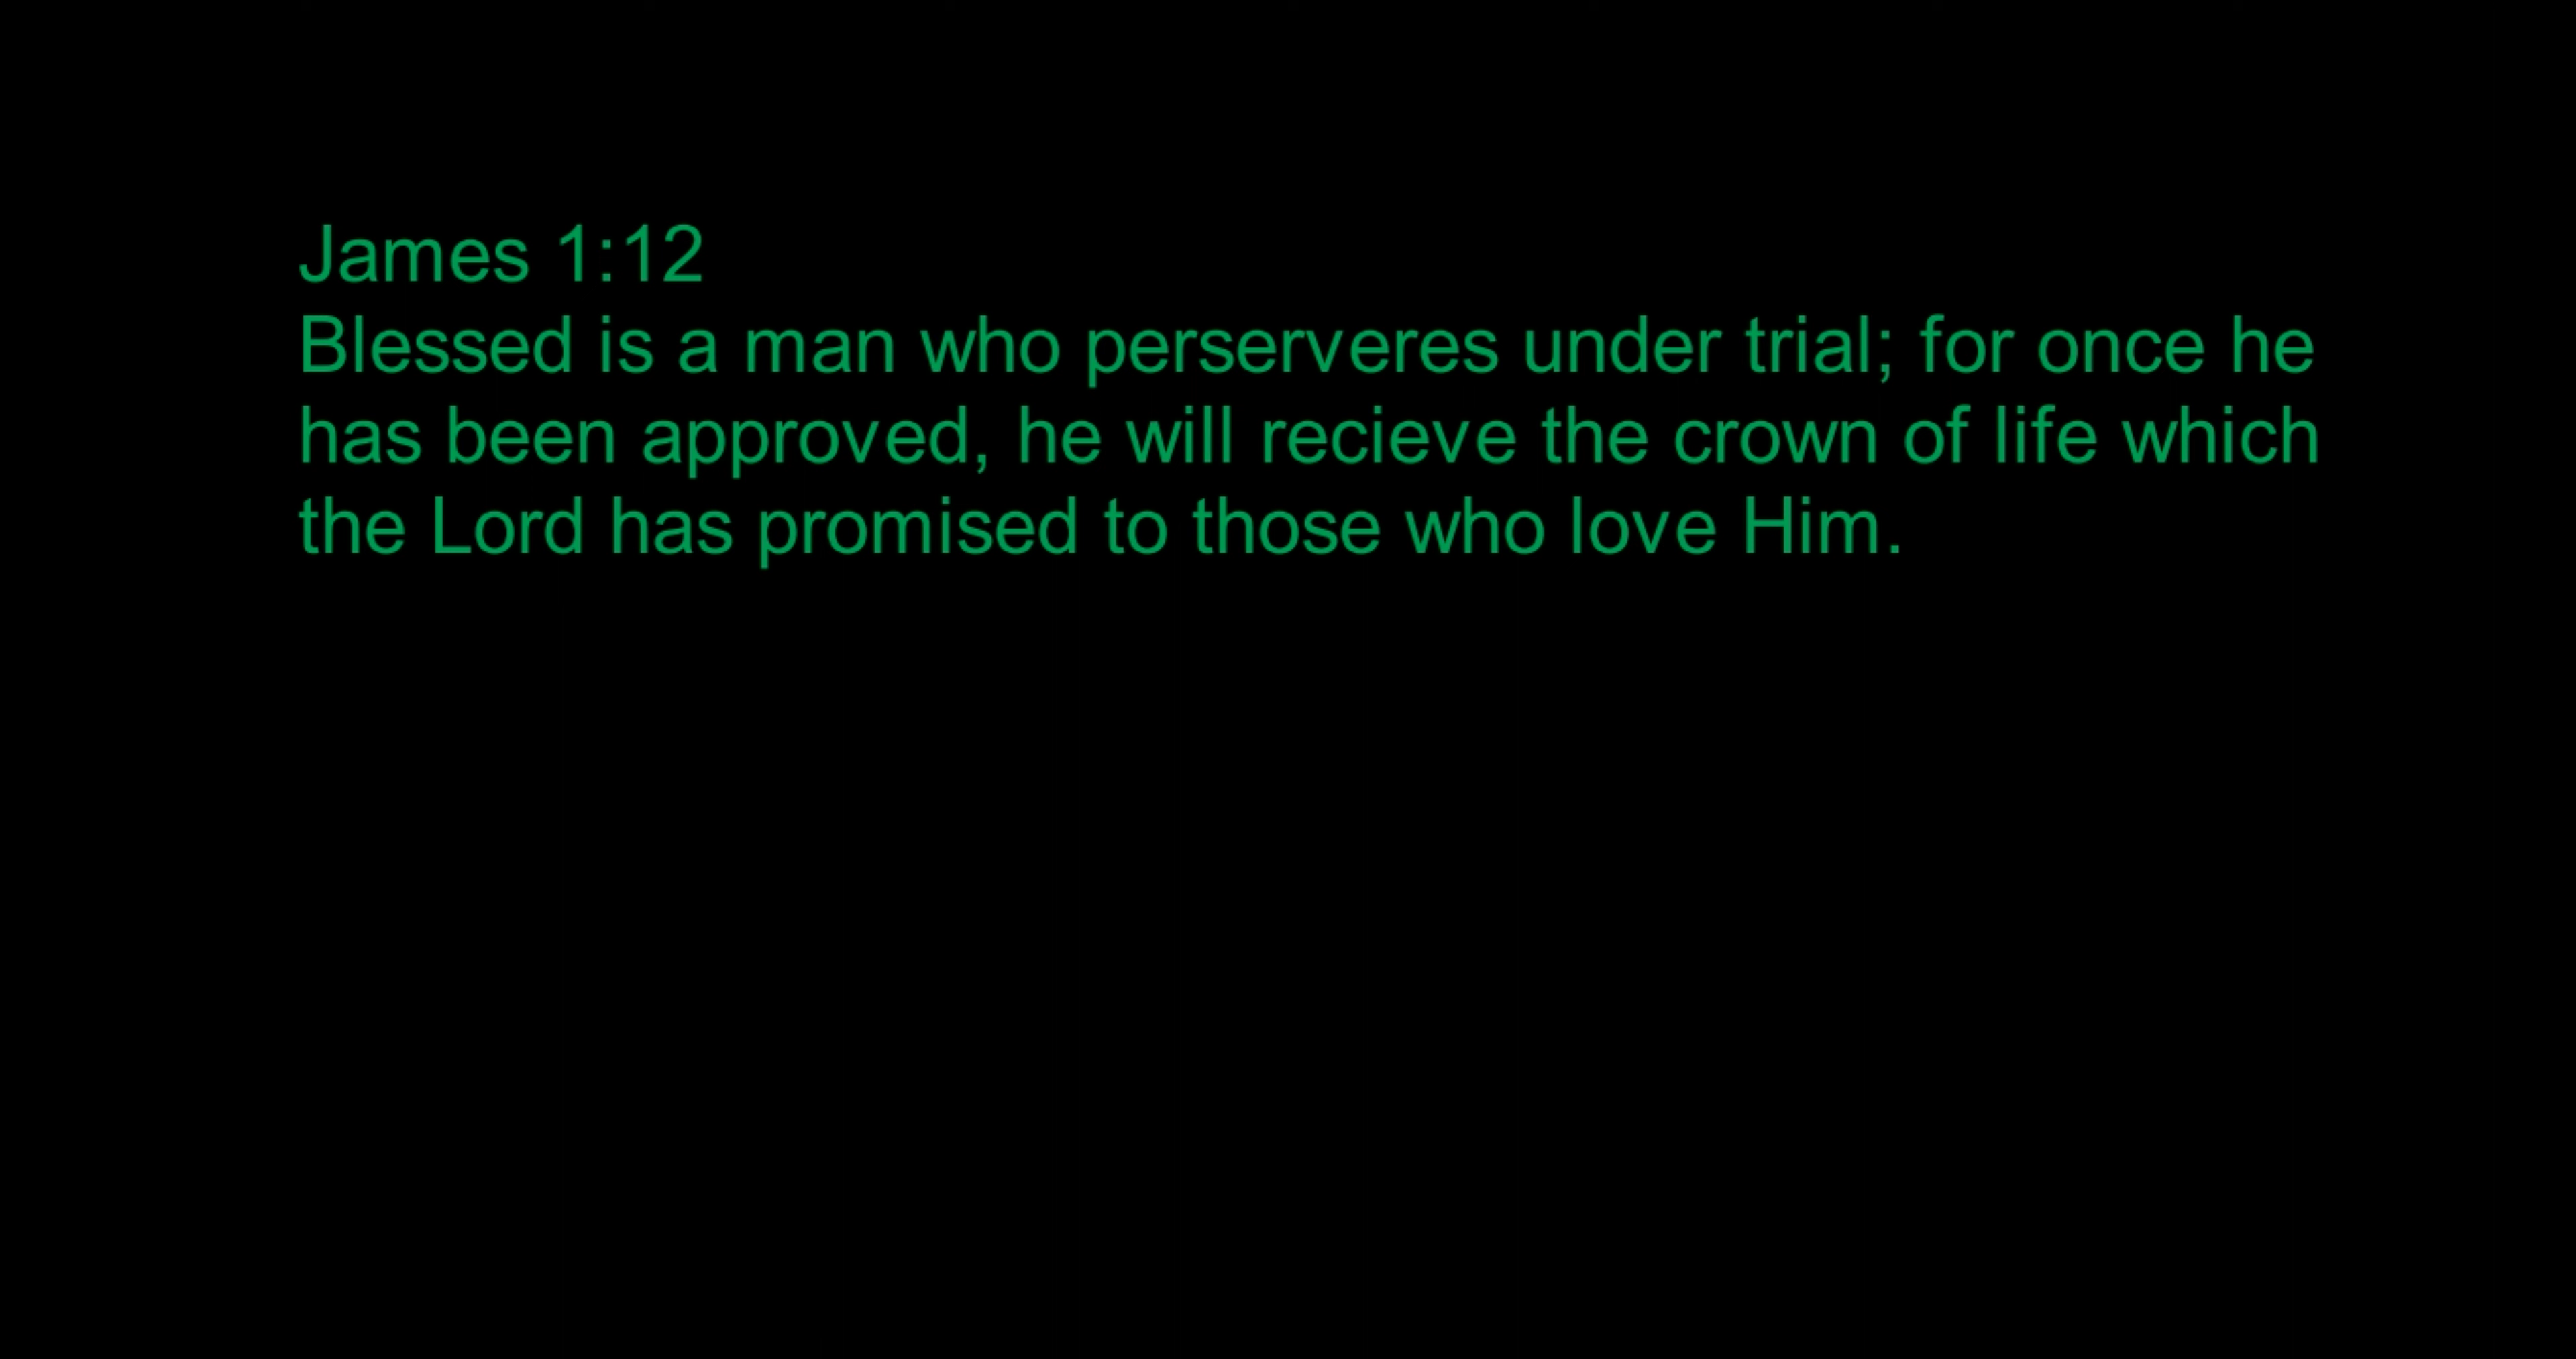 James 1:12
Blessed is a man who perserveres under trial; for once he
has been approved, he will recieve the crown of life which
the Lord has promised to those who love Him.